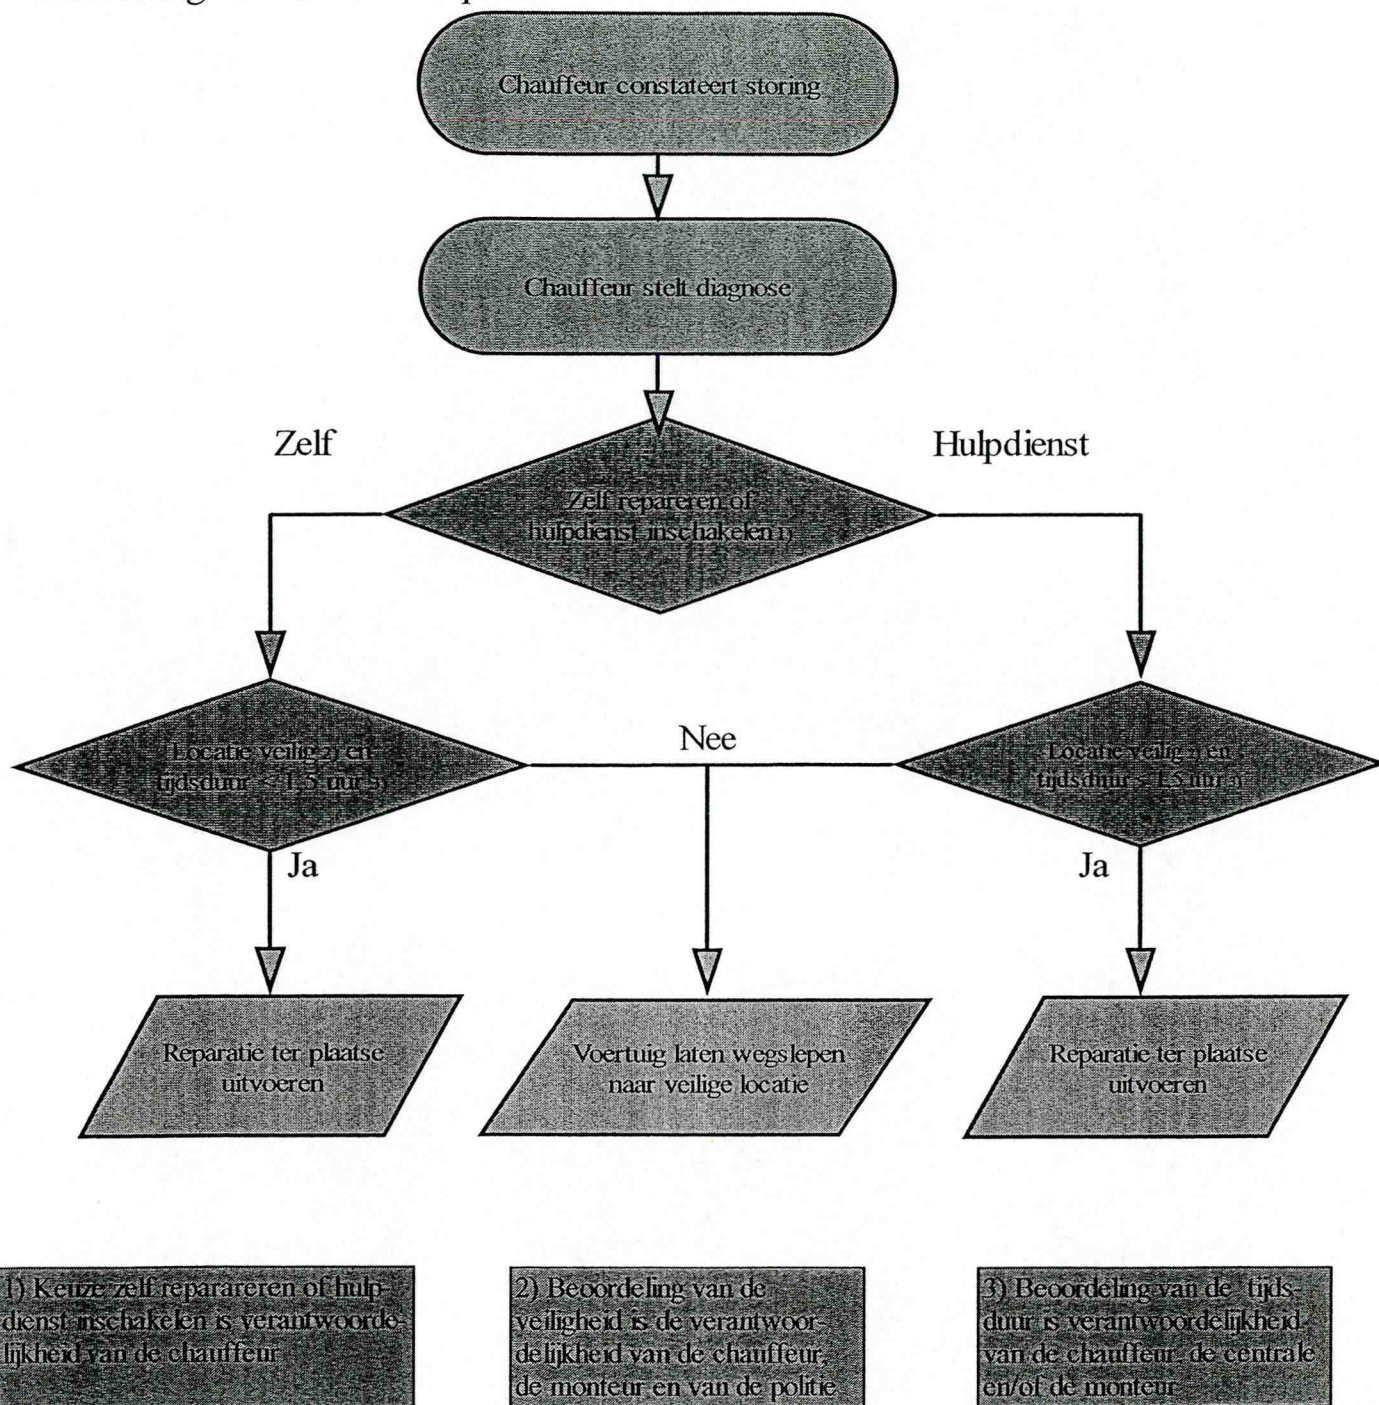 Chauffeur constateert storing
Chauffeur stelt diagnose
Zelf
Hulpdienst
Zelf repareren of
hulpdienst inschakelen 1)
Locatie veilig 2) en
tijdsduur < 1,5 uur 3)
Nee
Locatie veilig 2) en
tijdsduur < 1,5 uur 3)
Ja
Ja
Reparatie ter plaatse
uitvoeren
Voertuig laten wegslepen
naar veilige locatie
Reparatie ter plaatse
uitvoeren
1) Keuze zelf reparareren of hulp-
dienst inschakelen is verantwoorde-
lijkheid van de chauffeur
2) Beoordeling van de
veiligheid is de verantwoor-
delijkheid van de chauffeur,
de monteur en van de politie
3) Beoordeling van de tijds-
duur is verantwoordelijkheid
van de chauffeur, de centrale
en/of de monteur